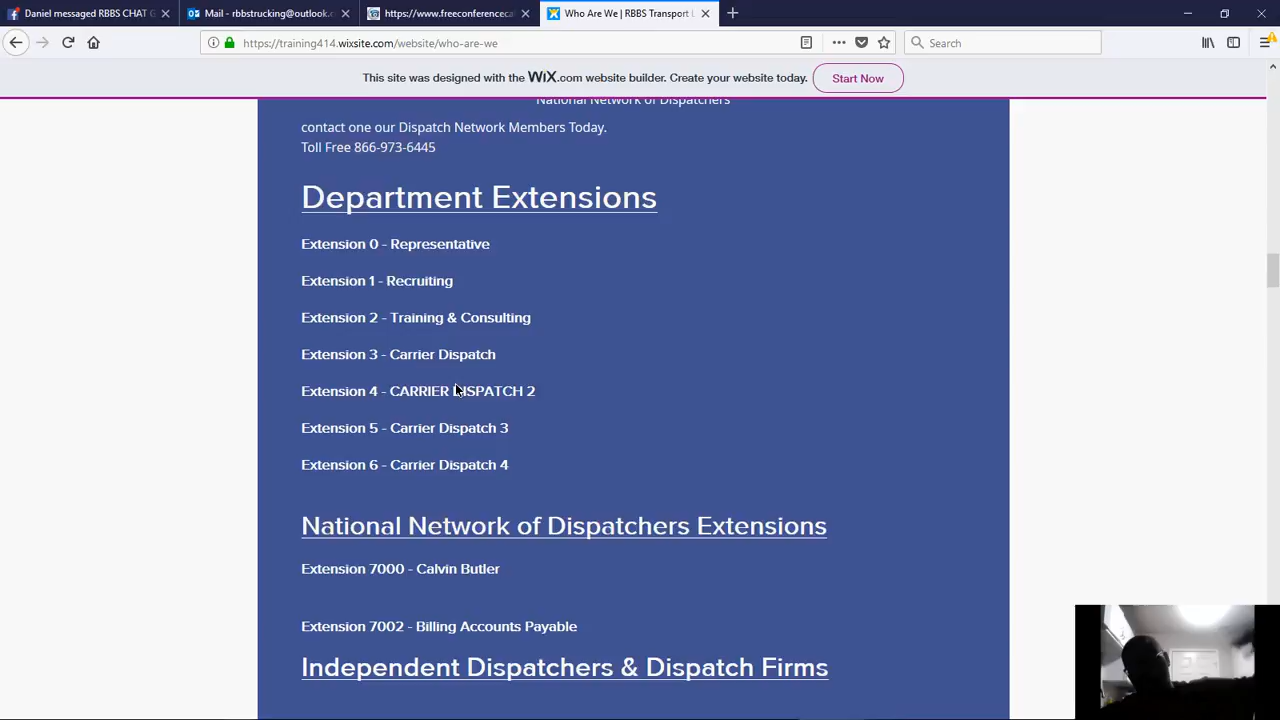 Daniel messaged RBBS CHAT G
Mail - rbbstrucking@outlook.c
https://www.freeconferenceca
Who Are We | RBBS Transport L
https://training414.wixsite.com/website/who-are-we
Search
This site was designed with the WiX.com website builder. Create your website today.
Start Now
National Network of Dispatchers
contact one our Dispatch Network Members Today.
Toll Free 866-973-6445
Department Extensions
Extension 0 - Representative
Extension 1 - Recruiting
Extension 2 - Training & Consulting
Extension 3 - Carrier Dispatch
Extension 4 - CARRIER DISPATCH 2
Extension 5 - Carrier Dispatch 3
Extension 6 - Carrier Dispatch 4
National Network of Dispatchers Extensions
Extension 7000 - Calvin Butler
Extension 7002 - Billing Accounts Payable
Independent Dispatchers & Dispatch Firms